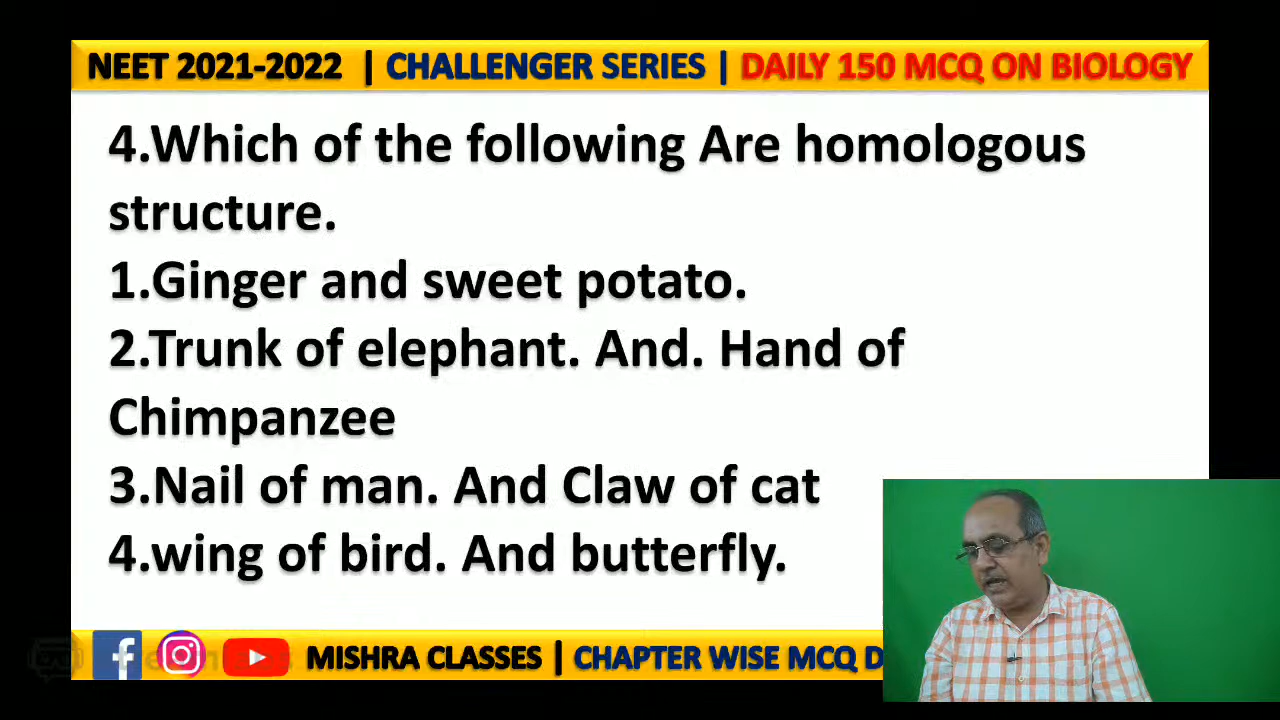 NEET 2021-2022 | CHALLENGER SERIES | DAILY 150 MCQ ON BIOLOGY
4.Which of the following Are homologous
structure.
1.Ginger and sweet potato.
2.Trunk of elephant. And. Hand of
Chimpanzee
3.Nail of man. And Claw of cat
4.wing of bird. And butterfly.
MISHRA CLASSES | CHAPTER WISE MCQ D